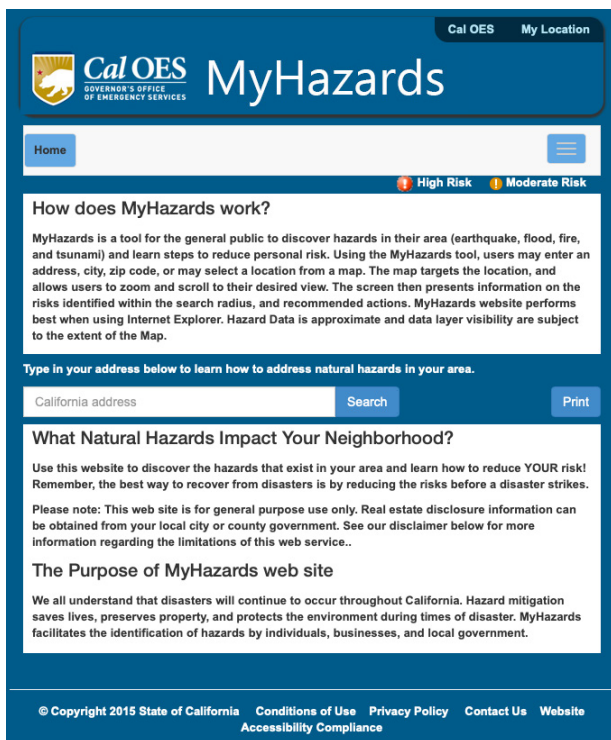 Cal OES My Location
Cal OES
GOVERNOR'S OFFICE
OF EMERGENCY SERVICES
MyHazards
Home
High Risk Moderate Risk
How does MyHazards work?
MyHazards is a tool for the general public to discover hazards in their area (earthquake, flood, fire,
and tsunami) and learn steps to reduce personal risk. Using the MyHazards tool, users may enter an
address, city, zip code, or may select a location from a map. The map targets the location, and
allows users to zoom and scroll to their desired view. The screen then presents information on the
risks identified within the search radius, and recommended actions. MyHazards website performs
best when using Internet Explorer. Hazard Data is approximate and data layer visibility are subject
to the extent of the Map.
Type in your address below to learn how to address natural hazards in your area.
California address Search Print
What Natural Hazards Impact Your Neighborhood?
Use this website to discover the hazards that exist in your area and learn how to reduce YOUR risk!
Remember, the best way to recover from disasters is by reducing the risks before a disaster strikes.
Please note: This web site is for general purpose use only. Real estate disclosure information can
be obtained from your local city or county government. See our disclaimer below for more
information regarding the limitations of this web service..
The Purpose of MyHazards web site
We all understand that disasters will continue to occur throughout California. Hazard mitigation
saves lives, preserves property, and protects the environment during times of disaster. MyHazards
facilitates the identification of hazards by individuals, businesses, and local government.
© Copyright 2015 State of California Conditions of Use Privacy Policy Contact Us Website
Accessibility Compliance